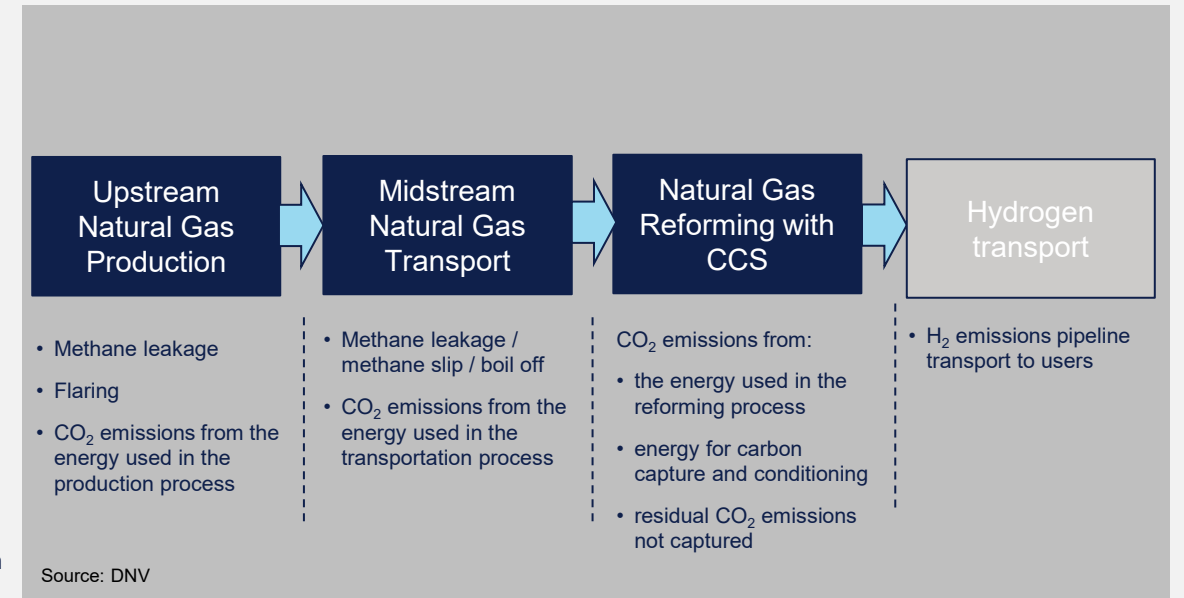 Upstream
Natural Gas
Production
Midstream
Natural Gas
Transport
Natural Gas
Reforming with
CCS
Hydrogen
transport
• Methane leakage
• Flaring
• CO₂ emissions from the
energy used in the
production process
• Methane leakage /
methane slip / boil off
• CO₂ emissions from the
energy used in the
transportation process
CO₂ emissions from:
• the energy used in the
reforming process
• energy for carbon
capture and conditioning
• residual CO₂ emissions
not captured
• H₂ emissions pipeline
transport to users
Source: DNV